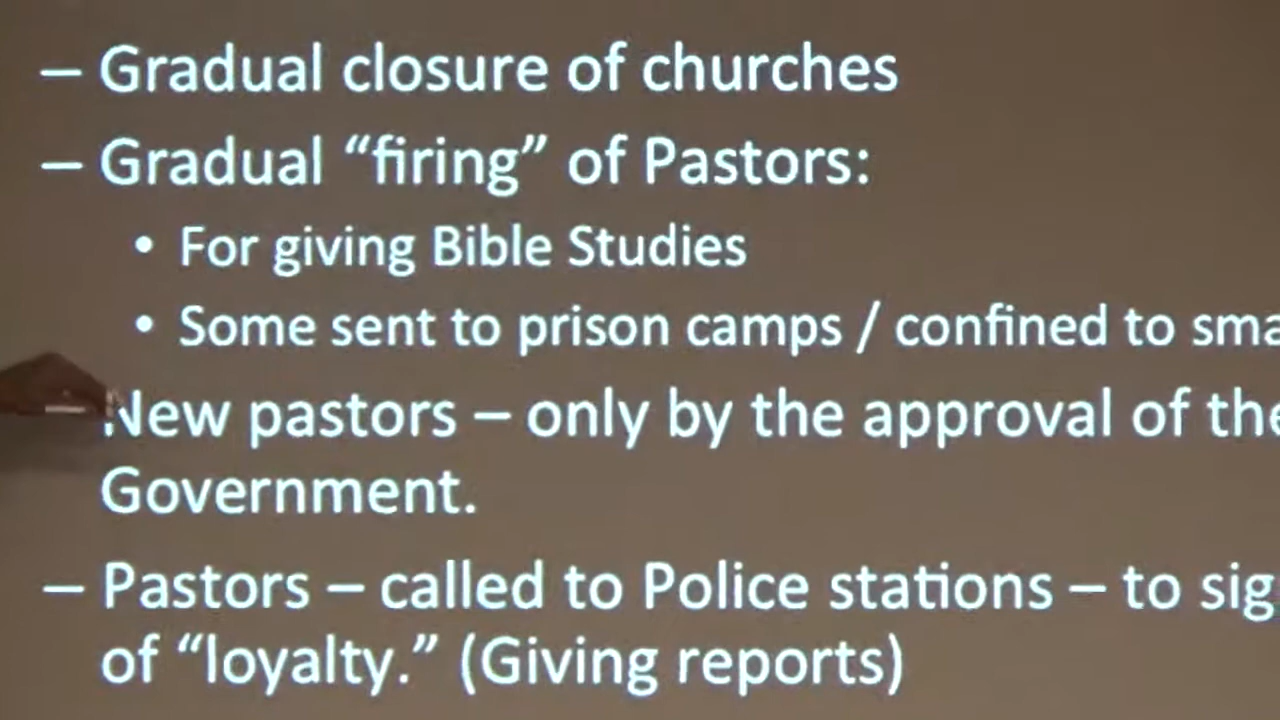 – Gradual closure of churches
– Gradual “firing” of Pastors:
• For giving Bible Studies
• Some sent to prison camps / confined to
New pastors – only by the approval of
Government.
– Pastors – called to Police stations – to
of “loyalty.” (Giving reports)